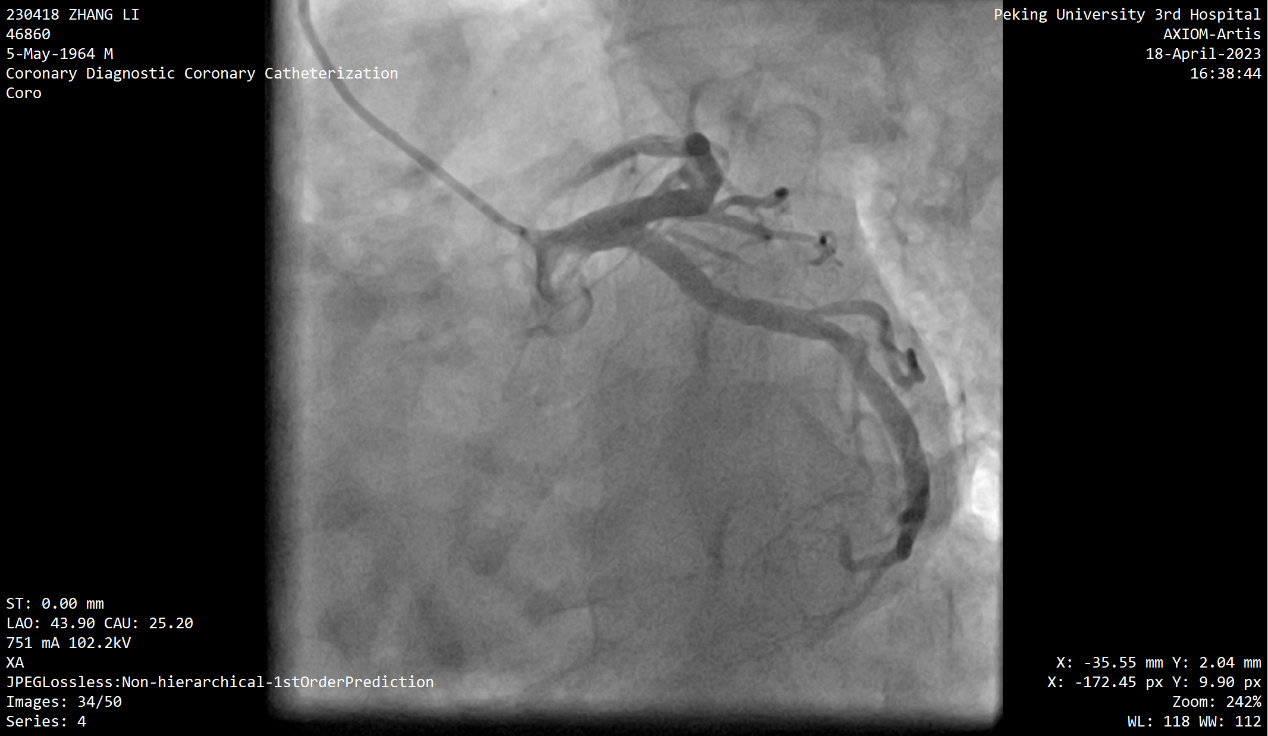 230418 ZHANG LI
46860
5-May-1964 M
Coronary Diagnostic Coronary Catheterization
Coro
Peking University 3rd Hospital
AXIOM-Artis
18-April-2023
16:38:44
ST: 0.00 mm
LAO: 43.90 CAU: 25.20
751 mA 102.2kV
XA
JPEGLossless:Non-hierarchical-1stOrderPrediction
Images: 34/50
Series: 4
X: -35.55 mm Y: 2.04 mm
X: -172.45 px Y: 9.90 px
Zoom: 242%
WL: 118 WW: 112